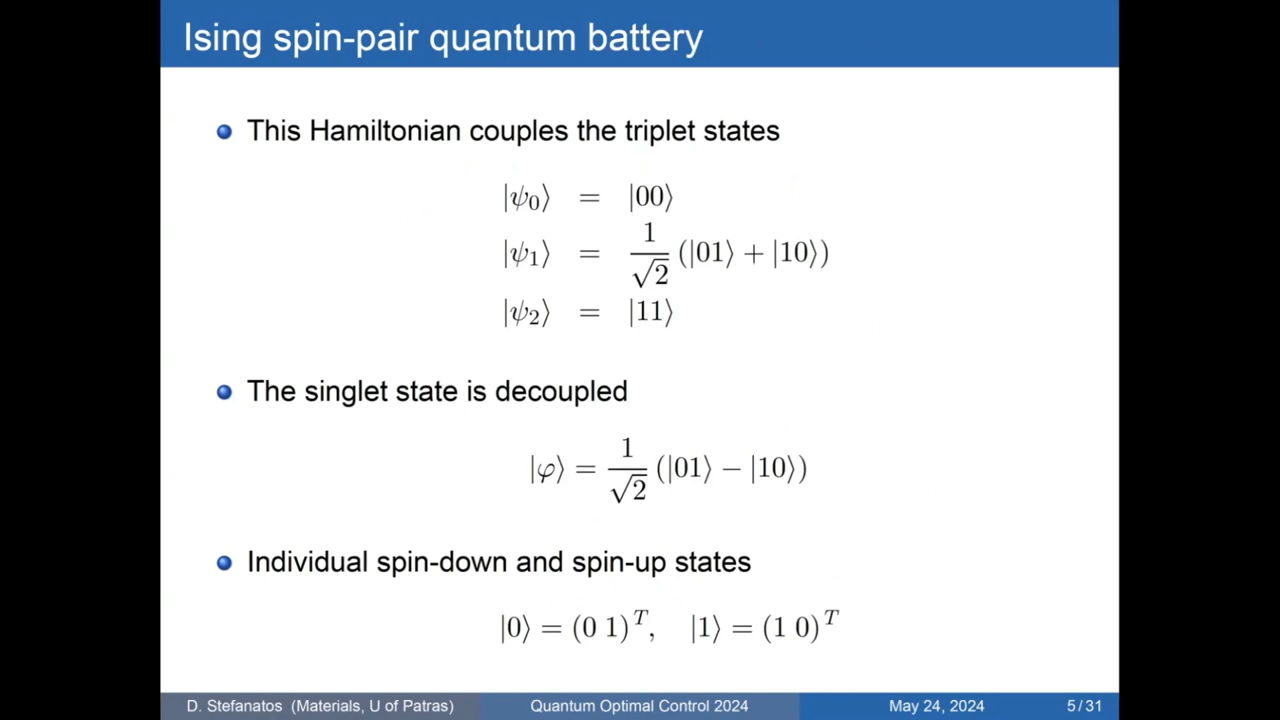 Ising spin-pair quantum battery
This Hamiltonian couples the triplet states
|ψ₀⟩ = |00⟩
|ψ₁⟩ = 1/√2 (|01⟩ + |10⟩)
|ψ₂⟩ = |11⟩
The singlet state is decoupled
|φ⟩ = 1/√2 (|01⟩ − |10⟩)
Individual spin-down and spin-up states
|0⟩ = (0 1)ᵀ, |1⟩ = (1 0)ᵀ
D. Stefanatos (Materials, U of Patras) Quantum Optimal Control 2024 May 24, 2024 5 / 31